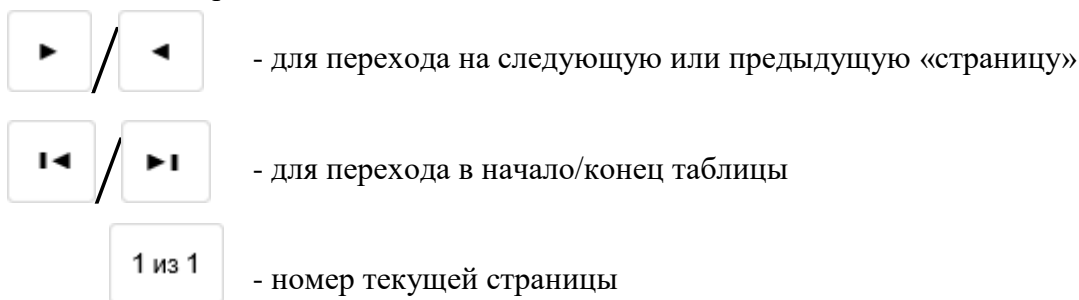 / - для перехода на следующую или предыдущую «страницу»
/ - для перехода в начало/конец таблицы
1 из 1 - номер текущей страницы